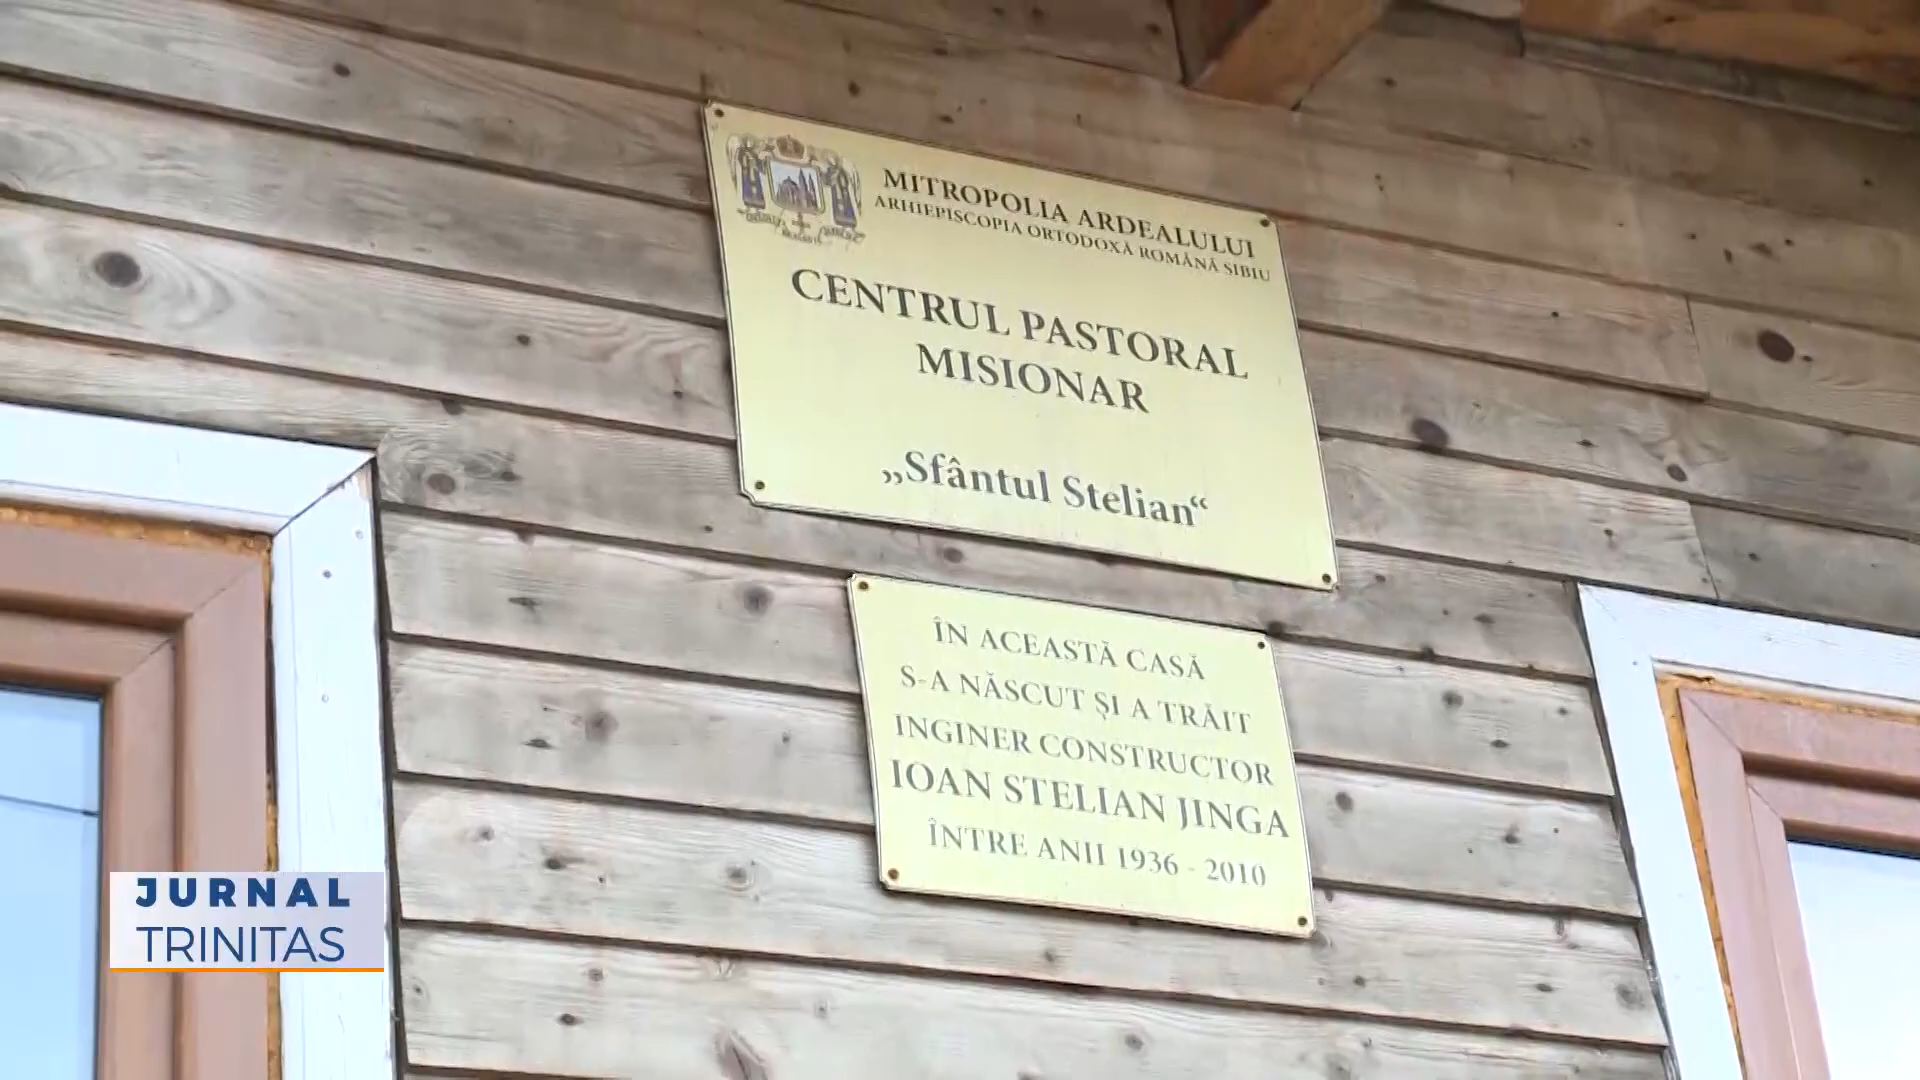 MITROPOLIA ARDEALULUI
ARHIEPISCOPIA ORTODOXĂ ROMÂNĂ SIBIU
CENTRUL PASTORAL
MISIONAR
„Sfântul Stelian“
ÎN ACEASTĂ CASĂ
S-A NĂSCUT ȘI A TRĂIT
INGINER CONSTRUCTOR
IOAN STELIAN JINGA
ÎNTRE ANII 1936 - 2010
JURNAL
TRINITAS